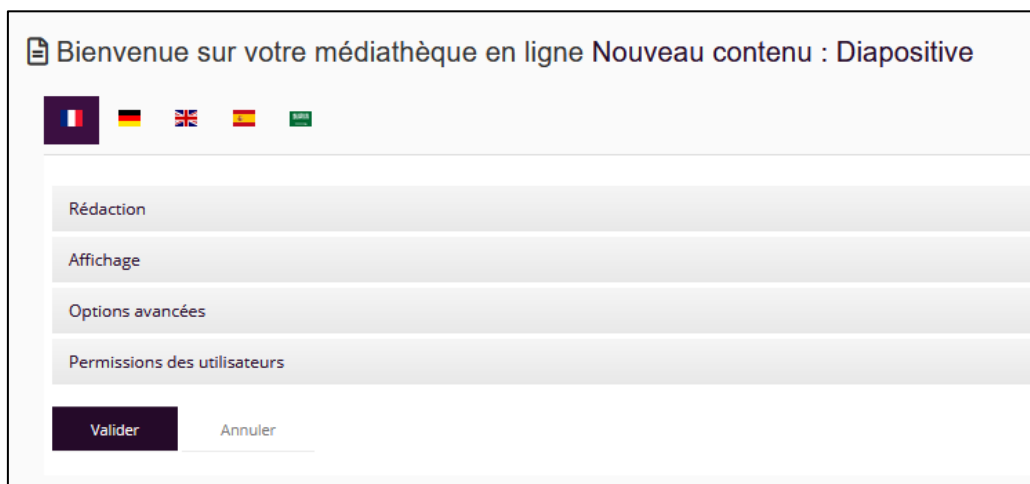 Bienvenue sur votre médiathèque en ligne Nouveau contenu : Diapositive
Rédaction
Affichage
Options avancées
Permissions des utilisateurs
Valider Annuler